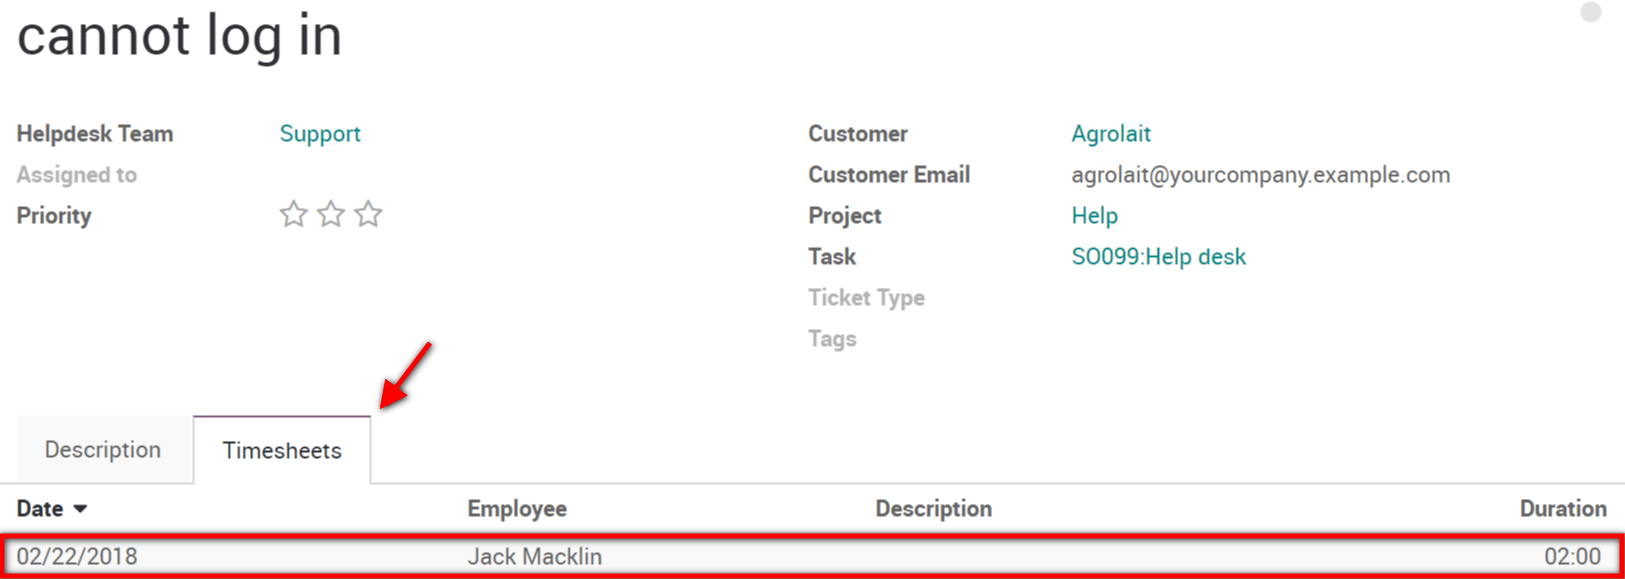 cannot log in
Helpdesk Team Support
Assigned to
Priority
Customer Agrolait
Customer Email agrolait@yourcompany.example.com
Project Help
Task SO099:Help desk
Ticket Type
Tags
Description Timesheets
Date Employee Description Duration
02/22/2018 Jack Macklin 02:00